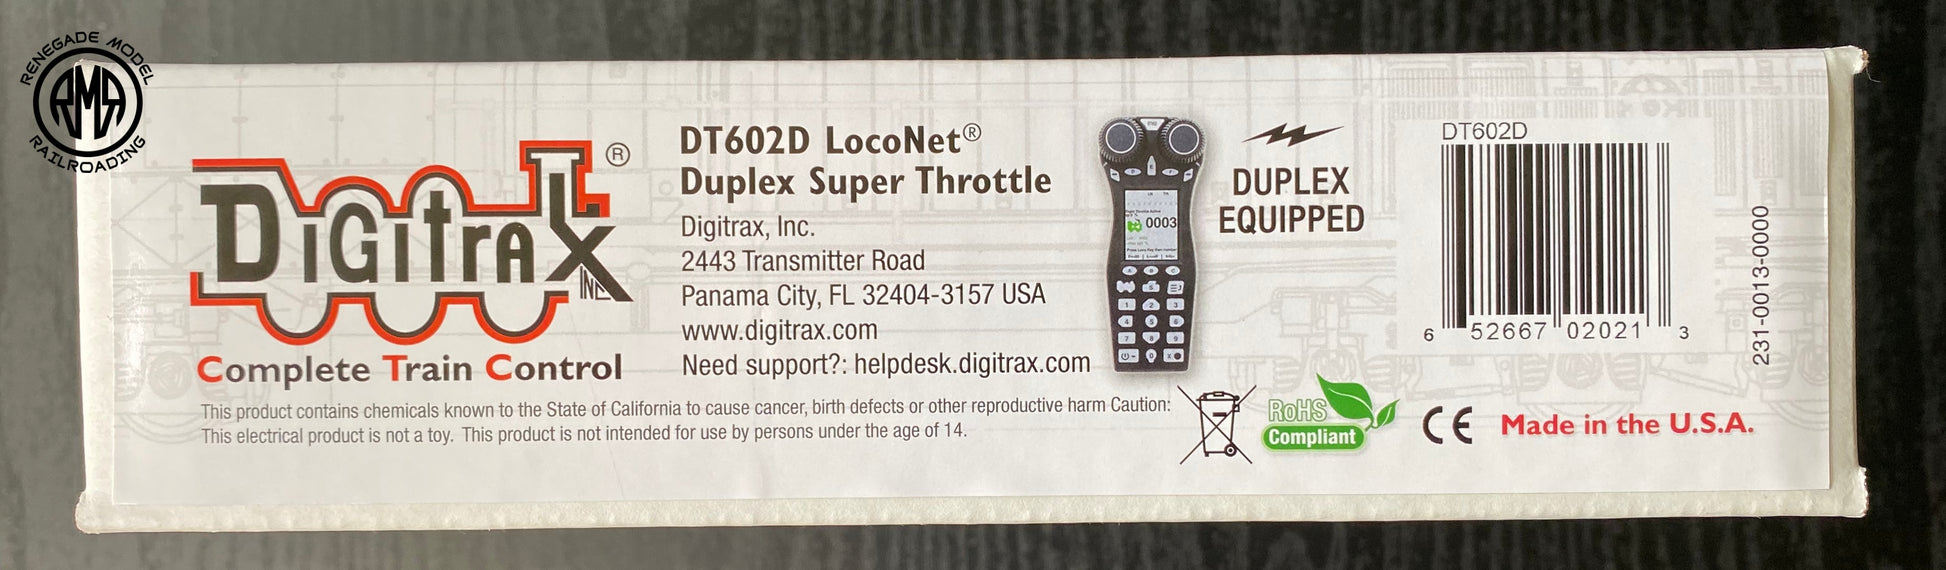 RENEGADE MODEL
RMR
RAILROADING
DIGITRAX
INC
®
Complete Train Control
DT602D LocoNet®
Duplex Super Throttle
Digitrax, Inc.
2443 Transmitter Road
Panama City, FL 32404-3157 USA
www.digitrax.com
Need support?: helpdesk.digitrax.com
0003
DUPLEX
EQUIPPED
DT602D
6 52667 02021 3
231-0013-0000
This product contains chemicals known to the State of California to cause cancer, birth defects or other reproductive harm Caution:
This electrical product is not a toy. This product is not intended for use by persons under the age of 14.
RoHS
Compliant
CE
Made in the U.S.A.